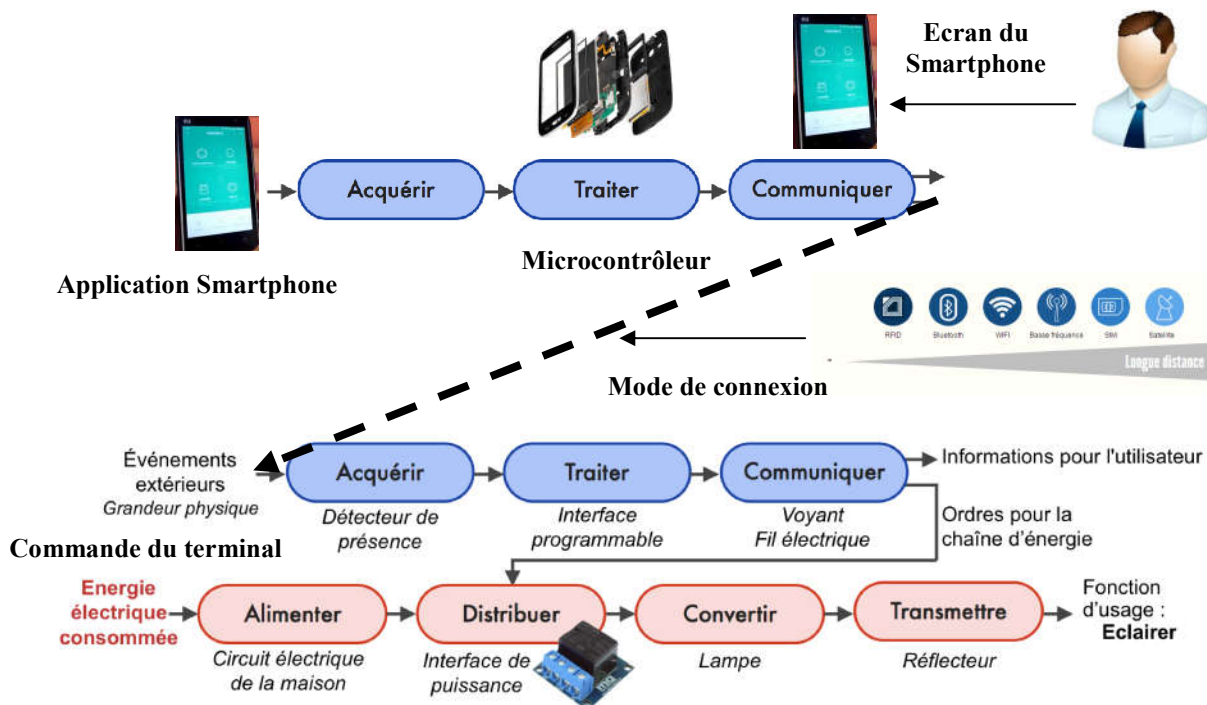 Ecran du
Smartphone
Acquérir
Traiter
Communiquer
Application Smartphone
Microcontrôleur
RFID
Bluetooth
WIFI
Basse fréquence
SIM
Satellite
Longue distance
Mode de connexion
Événements
extérieurs
Grandeur physique
Acquérir
Traiter
Communiquer
Informations pour l'utilisateur
Détecteur de
présence
Interface
programmable
Voyant
Fil électrique
Ordres pour la
chaîne d'énergie
Commande du terminal
Energie
électrique
consommée
Alimenter
Distribuer
Convertir
Transmettre
Fonction
d'usage :
Eclairer
Circuit électrique
de la maison
Interface de
puissance
Lampe
Réflecteur